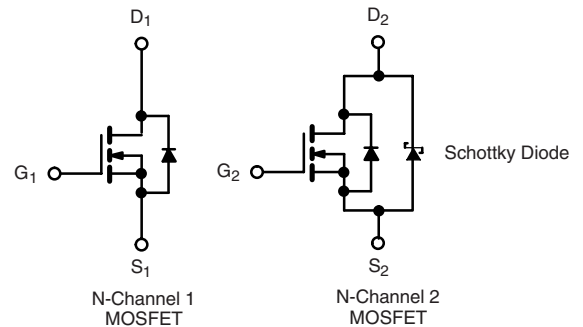 D1
D2
G1
G2
Schottky Diode
S1
S2
N-Channel 1
MOSFET
N-Channel 2
MOSFET